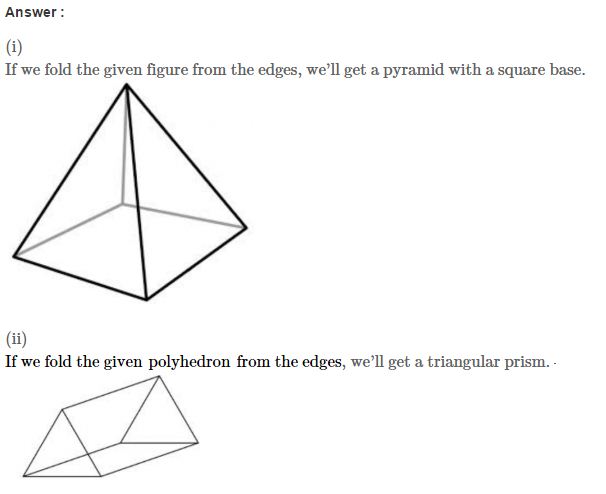 Answer :
(i)
If we fold the given figure from the edges, we'll get a pyramid with a square base.
(ii)
If we fold the given polyhedron from the edges, we'll get a triangular prism. .